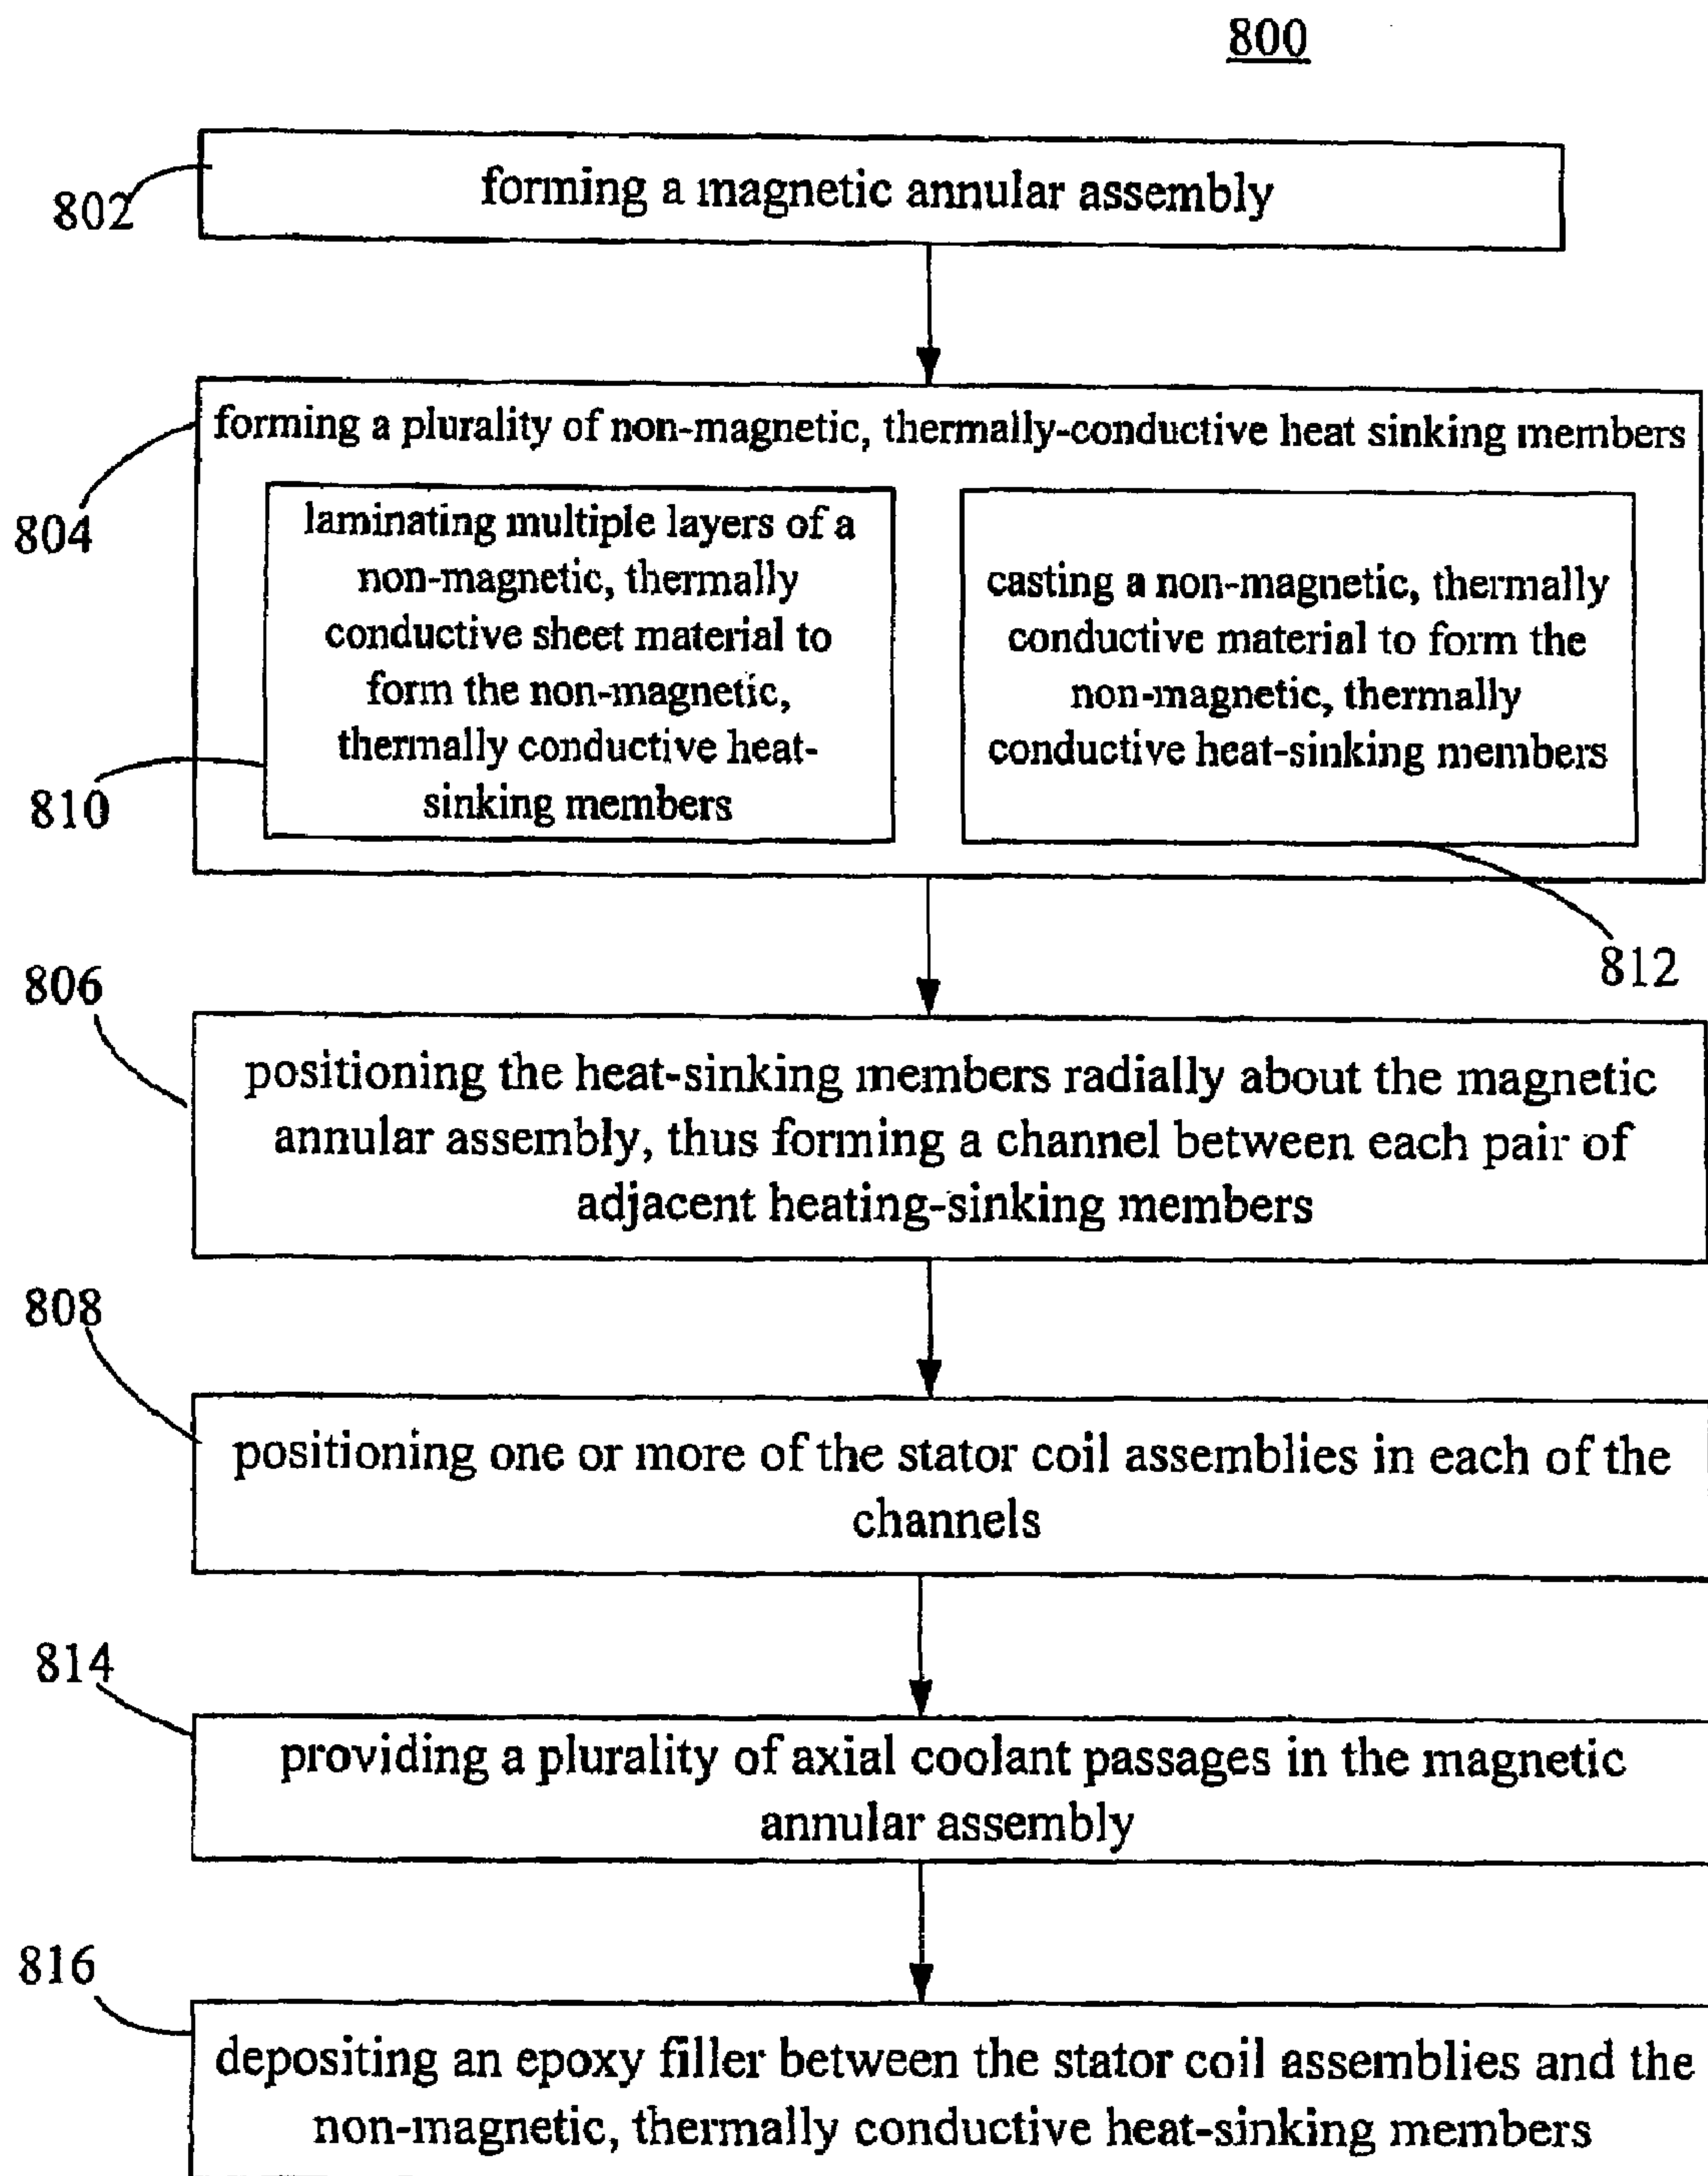 800
802
forming a magnetic annular assembly
804
forming a plurality of non-magnetic, thermally-conductive heat sinking members
810
laminating multiple layers of a
non-magnetic, thermally
conductive sheet material to
form the non-magnetic,
thermally conductive heat-
sinking members
casting a non-magnetic, thermally
conductive material to form the
non-magnetic, thermally
conductive heat-sinking members
812
806
positioning the heat-sinking members radially about the magnetic
annular assembly, thus forming a channel between each pair of
adjacent heating-sinking members
808
positioning one or more of the stator coil assemblies in each of the
channels
814
providing a plurality of axial coolant passages in the magnetic
annular assembly
816
depositing an epoxy filler between the stator coil assemblies and the
non-magnetic, thermally conductive heat-sinking members